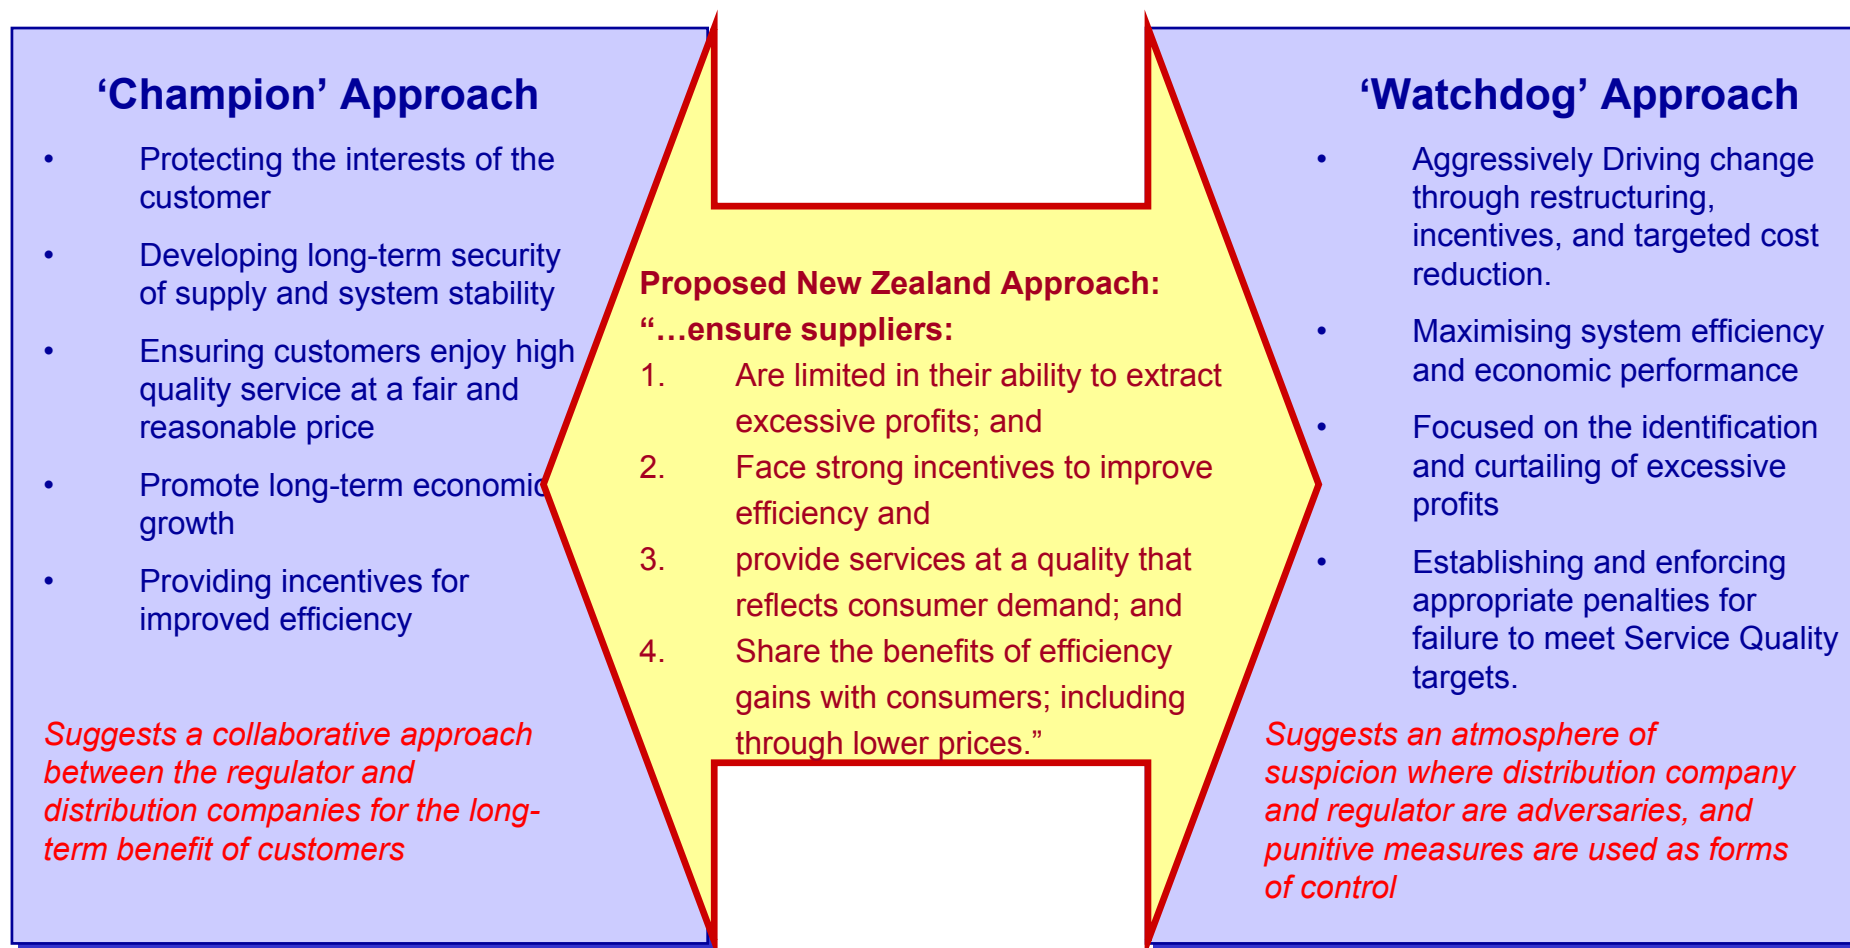 ‘Champion’ Approach
• Protecting the interests of the
customer
• Developing long-term security
of supply and system stability
• Ensuring customers enjoy high
quality service at a fair and
reasonable price
• Promote long-term economic
growth
• Providing incentives for
improved efficiency
Suggests a collaborative approach
between the regulator and
distribution companies for the long-
term benefit of customers
Proposed New Zealand Approach:
“…ensure suppliers:
1. Are limited in their ability to extract
excessive profits; and
2. Face strong incentives to improve
efficiency and
3. provide services at a quality that
reflects consumer demand; and
4. Share the benefits of efficiency
gains with consumers; including
through lower prices.”
‘Watchdog’ Approach
• Aggressively Driving change
through restructuring,
incentives, and targeted cost
reduction.
• Maximising system efficiency
and economic performance
• Focused on the identification
and curtailing of excessive
profits
• Establishing and enforcing
appropriate penalties for
failure to meet Service Quality
targets.
Suggests an atmosphere of
suspicion where distribution company
and regulator are adversaries, and
punitive measures are used as forms
of control